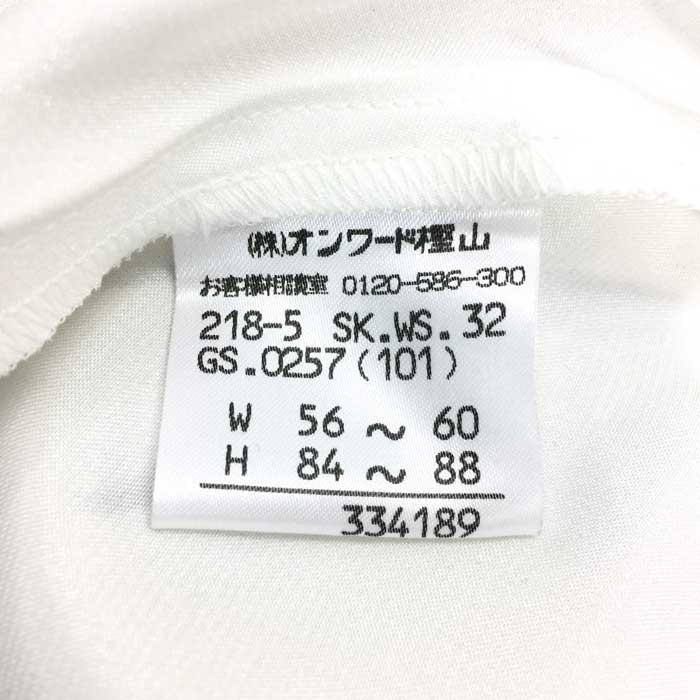 (株)オンワード樫山
お客様相談室 0120-586-300
218-5 SK.WS.32
GS.0257(101)
W 56 ~ 60
H 84 ~ 88
334189